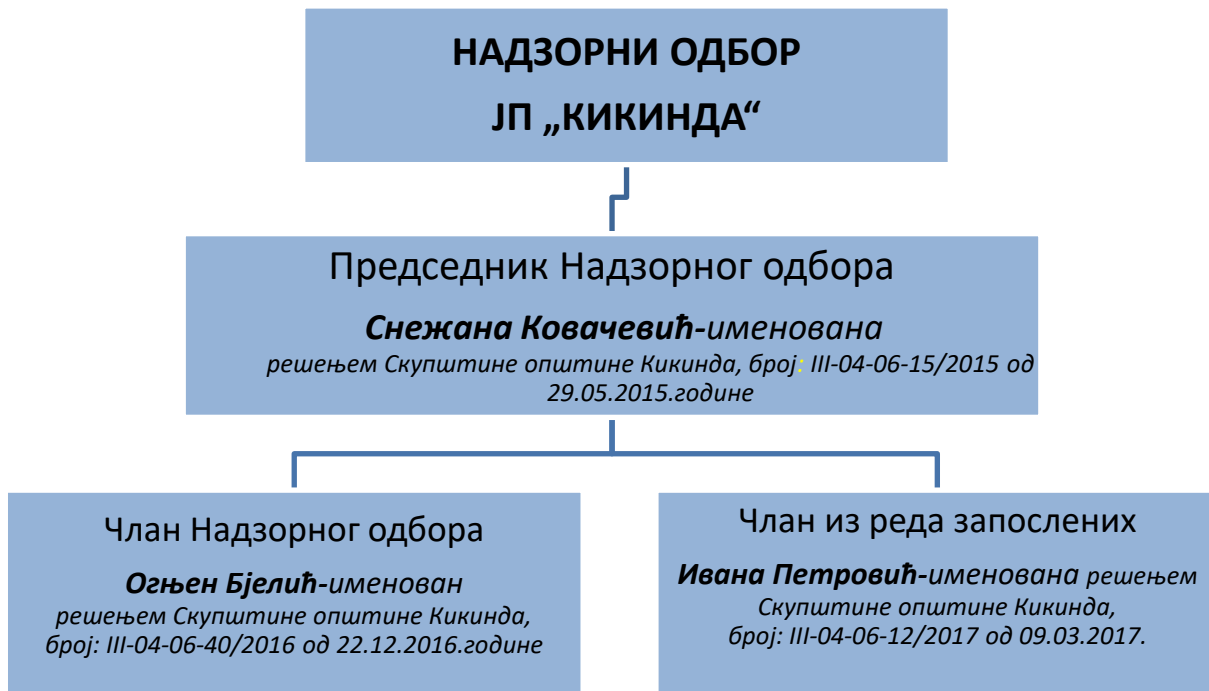 НАДЗОРНИ ОДБОР
ЈП „КИКИНДА“
Председник Надзорног одбора
Снежана Ковачевић-именована
решењем Скупштине општине Кикинда, број: III-04-06-15/2015 од
29.05.2015.године
Члан Надзорног одбора
Огњен Бјелић-именован
решењем Скупштине општине Кикинда,
број: III-04-06-40/2016 од 22.12.2016.године
Члан из реда запослених
Ивана Петровић-именована решењем
Скупштине општине Кикинда,
број: III-04-06-12/2017 од 09.03.2017.